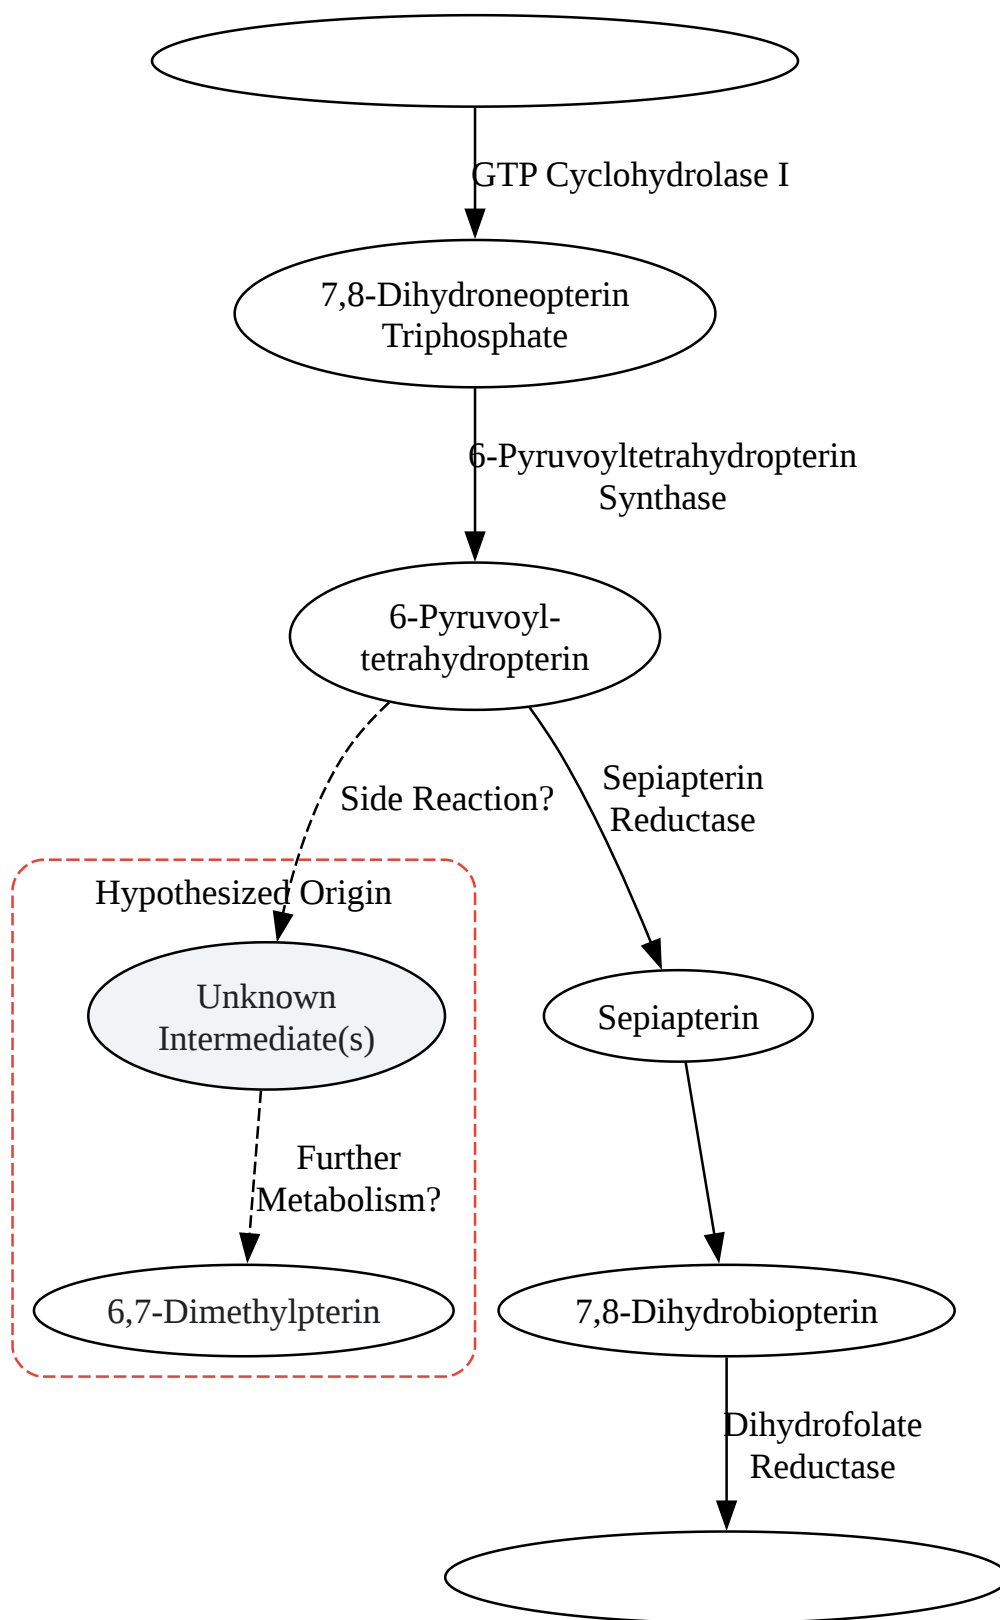 GTP Cyclohydrolase I
7,8-Dihydroneopterin
Triphosphate
6-Pyruvoyltetrahydropterin
Synthase
6-Pyruvoyl-
tetrahydropterin
Side Reaction?
Sepiapterin
Reductase
Hypothesized Origin
Unknown
Intermediate(s)
Sepiapterin
Further
Metabolism?
6,7-Dimethylpterin
7,8-Dihydrobiopterin
Dihydrofolate
Reductase